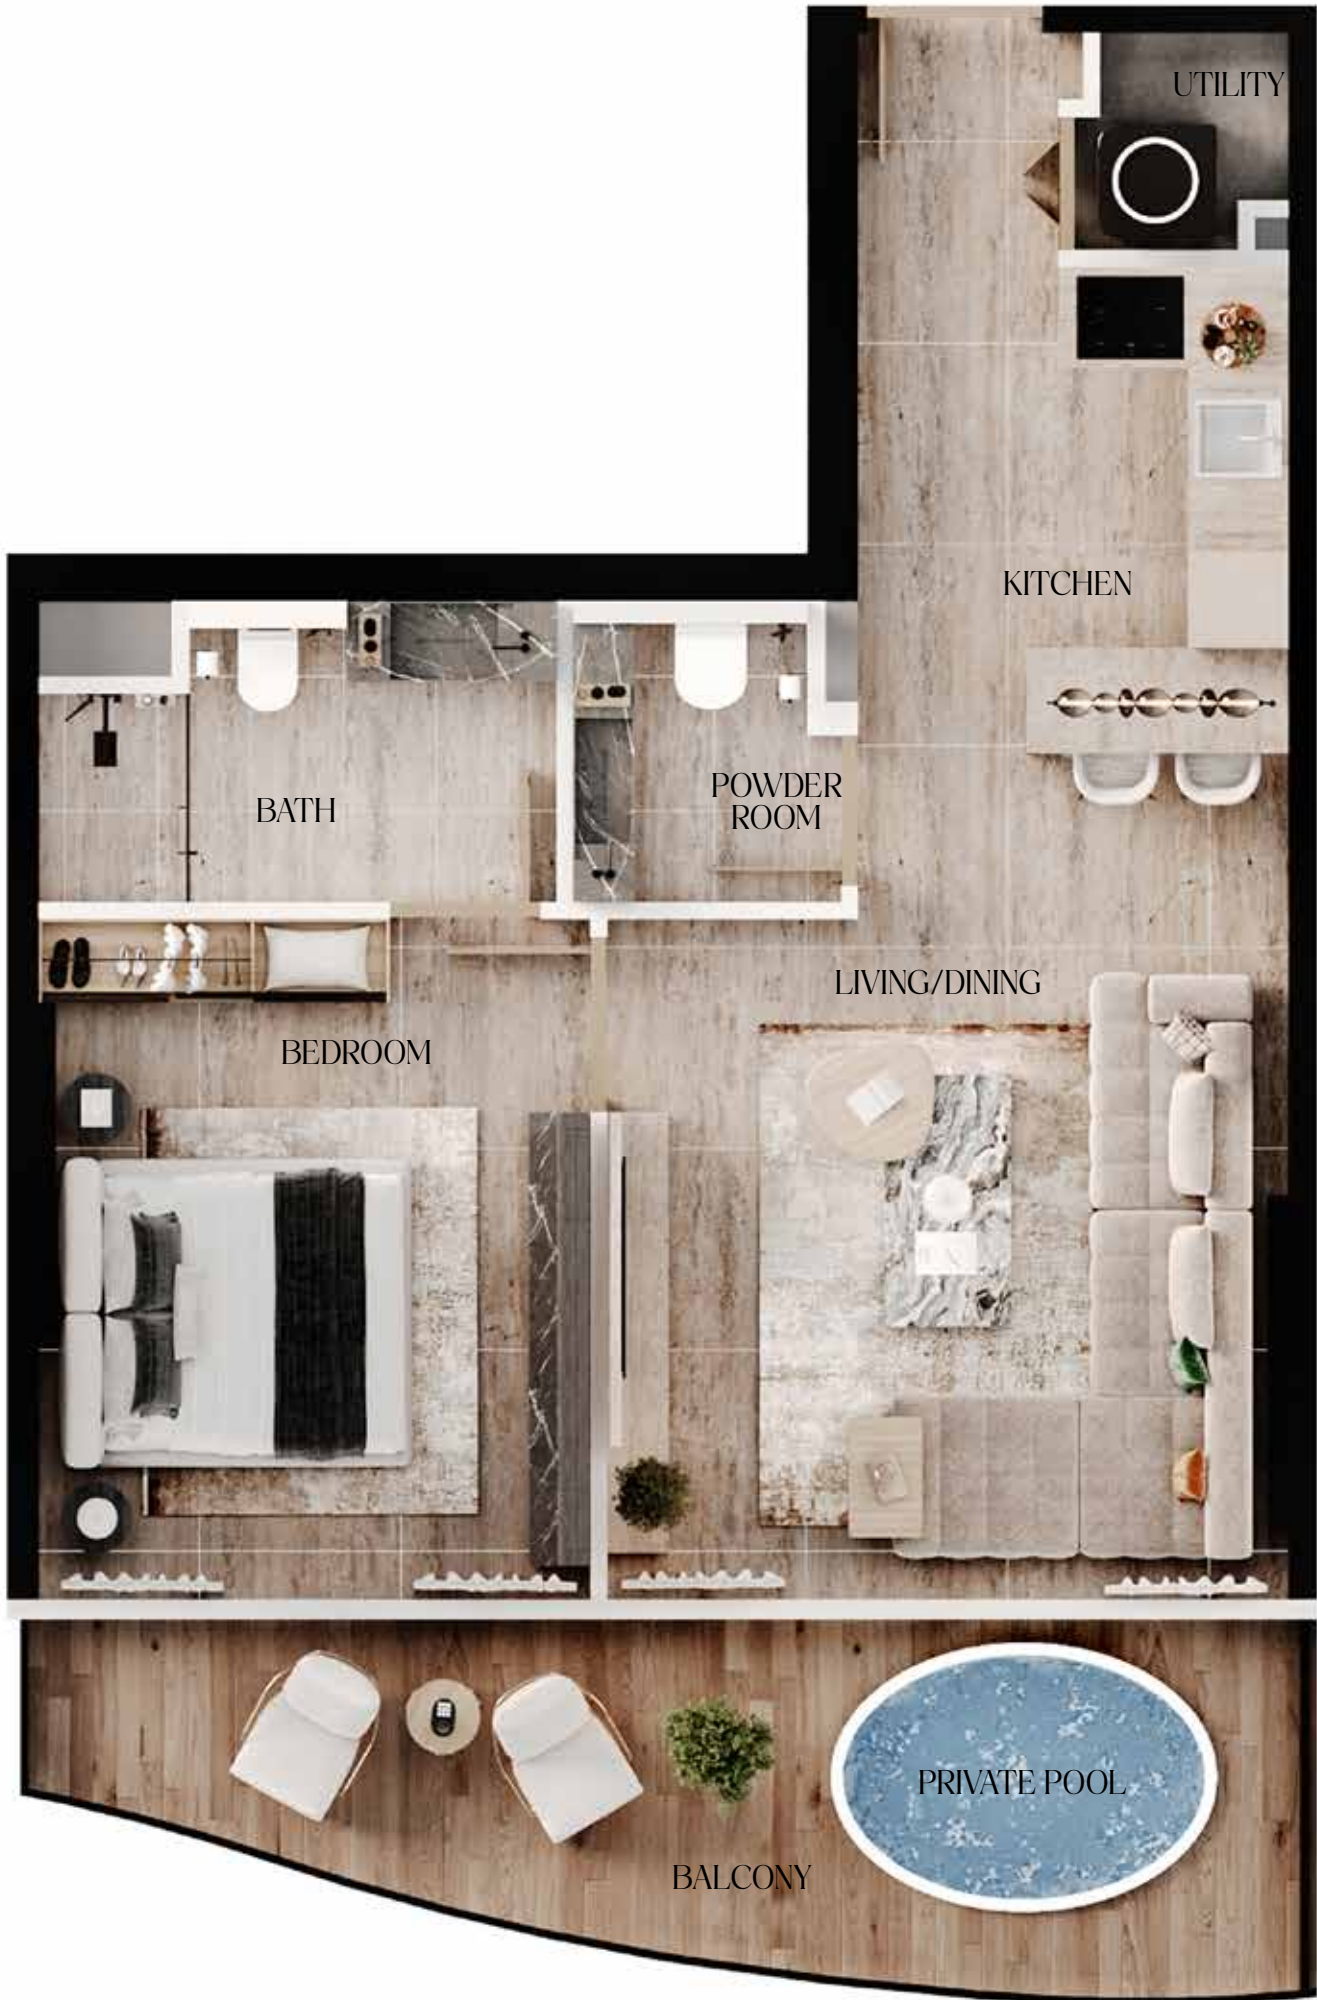 UTILITY
KITCHEN
POWDER
ROOM
BATH
LIVING/DINING
BEDROOM
PRIVATE POOL
BALCONY